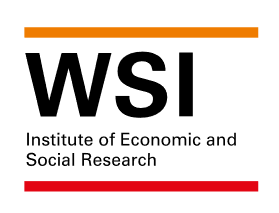 WSI
Institute of Economic and
Social Research